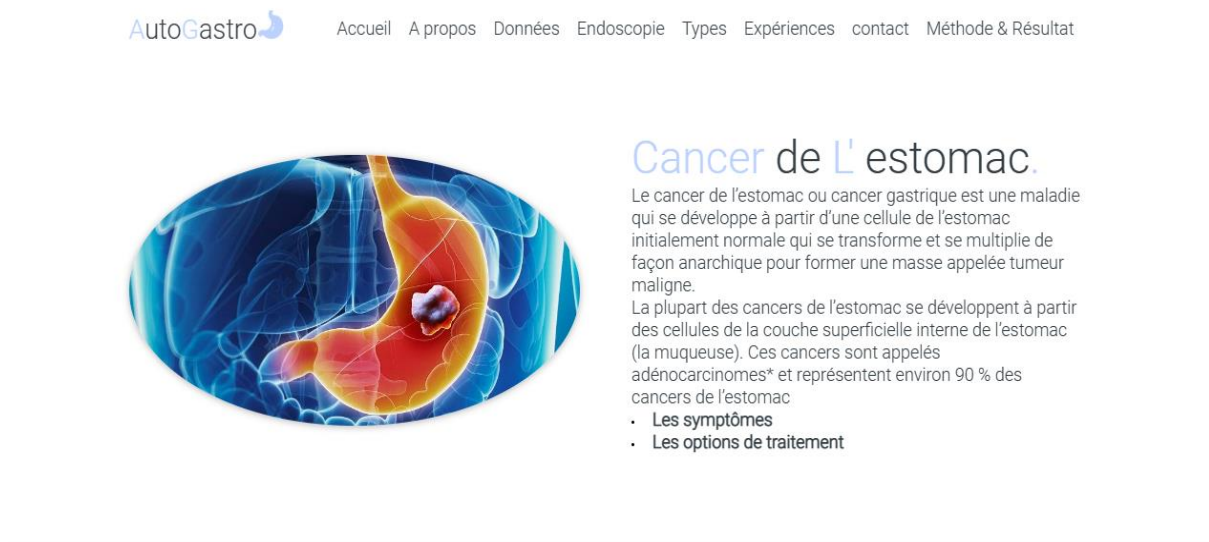 AutoGastro
Accueil A propos Données Endoscopie Types Expériences contact Méthode & Résultat
Cancer de L' estomac.
Le cancer de l’estomac ou cancer gastrique est une maladie
qui se développe à partir d’une cellule de l’estomac
initialement normale qui se transforme et se multiplie de
façon anarchique pour former une masse appelée tumeur
maligne.
La plupart des cancers de l’estomac se développent à partir
des cellules de la couche superficielle interne de l’estomac
(la muqueuse). Ces cancers sont appelés
adénocarcinomes* et représentent environ 90 % des
cancers de l’estomac
• Les symptômes
• Les options de traitement